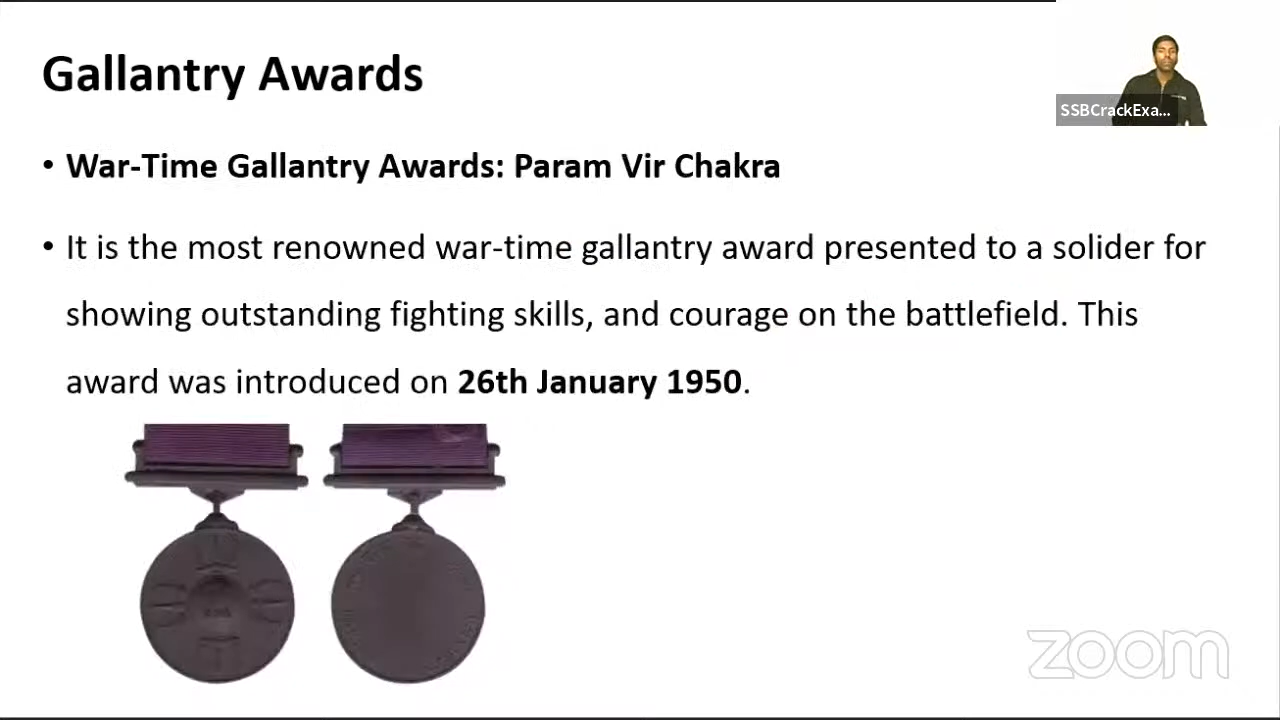 Gallantry Awards
SSBCrackExa...
• War-Time Gallantry Awards: Param Vir Chakra
• It is the most renowned war-time gallantry award presented to a solider for
showing outstanding fighting skills, and courage on the battlefield. This
award was introduced on 26th January 1950.
zoom